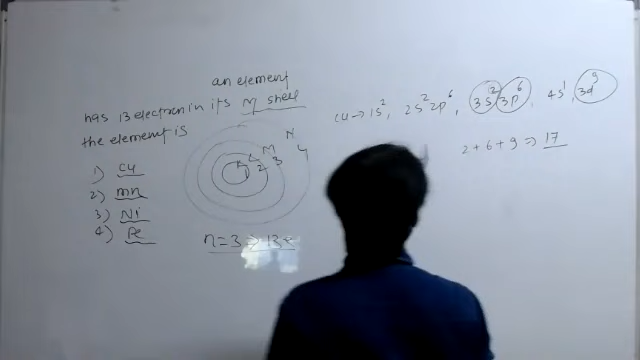 an element
has 13 electron in its M shell
the element is
1) Cu
2) Mn
3) Ni
4) Fe
K L M N
1 2 3 4
n=3 → 13e
Cu → 1s², 2s² 2p⁶, 3s² 3p⁶, 4s¹, 3d⁹
2+6+9 ⇒ 17